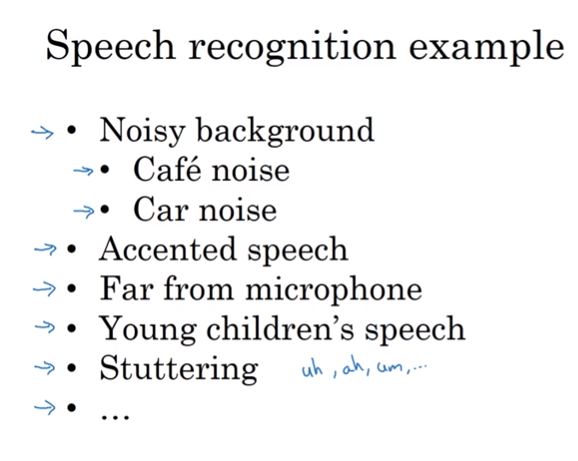 Speech recognition example
→ • Noisy background
→ • Café noise
→ • Car noise
→ • Accented speech
→ • Far from microphone
→ • Young children's speech
→ • Stuttering uh, ah, um,...
→ • ...